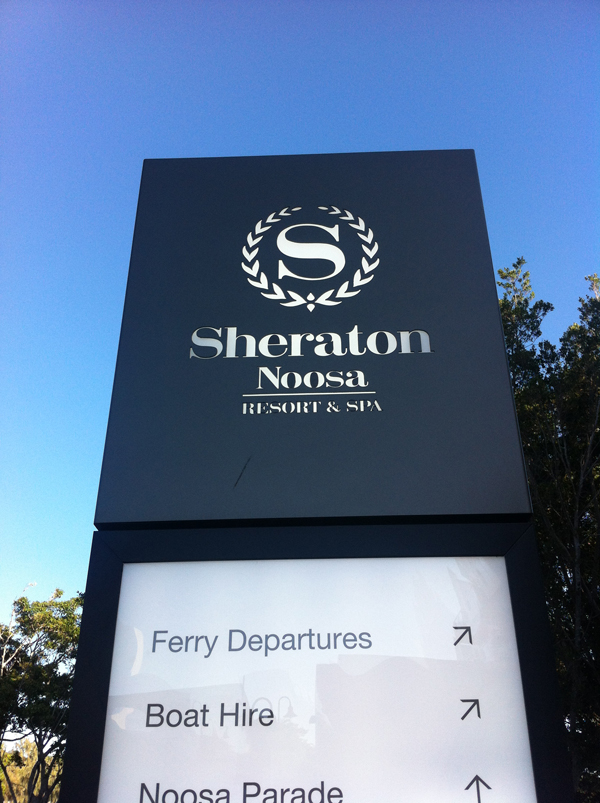 S
Sheraton
Noosa
RESORT & SPA
Ferry Departures ↗
Boat Hire ↗
Noosa Parade ↑